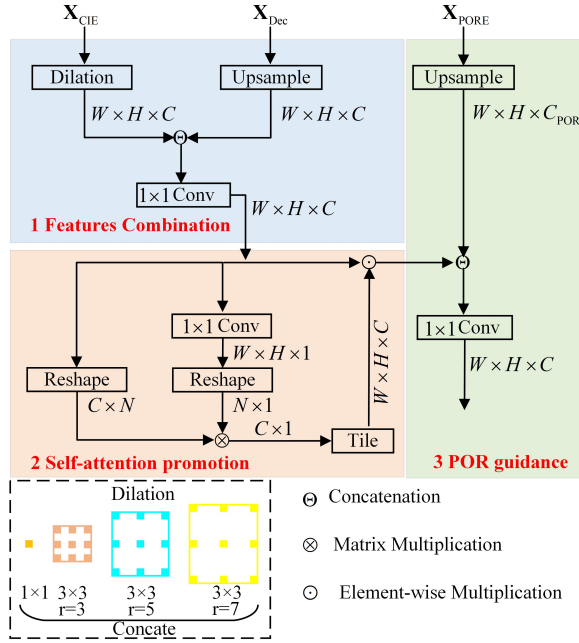 X_CIE X_Dec X_PORE
Dilation Upsample Upsample
W×H×C W×H×C W×H×C_POR
Θ
1×1 Conv
W×H×C
1 Features Combination
⊙ Θ
1×1 Conv 1×1 Conv
W×H×1 W×H×C W×H×C
Reshape Reshape
C×N N×1
⊗ C×1 Tile
2 Self-attention promotion 3 POR guidance
Dilation
1×1 3×3 3×3 3×3
r=3 r=5 r=7
Concate
Θ Concatenation
⊗ Matrix Multiplication
⊙ Element-wise Multiplication